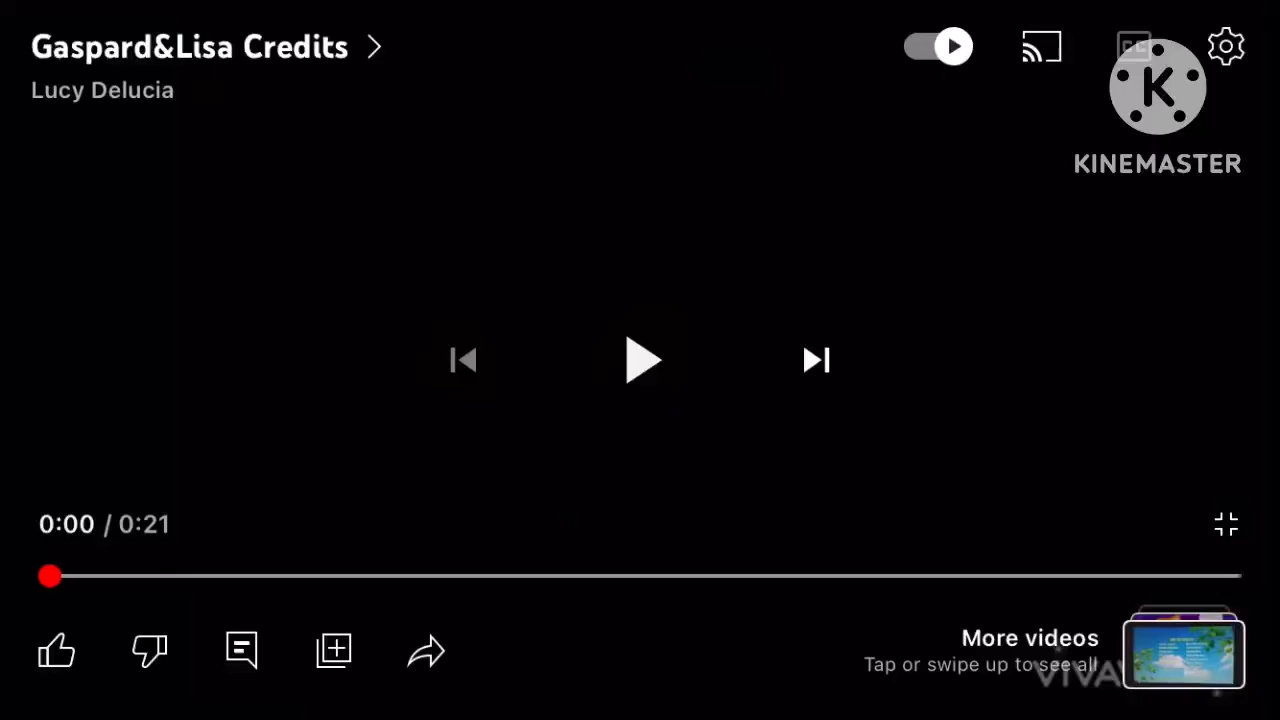 Gaspard&Lisa Credits
Lucy Delucia
CC
K
KINEMASTER
0:00 / 0:21
More videos
Tap or swipe up to see all